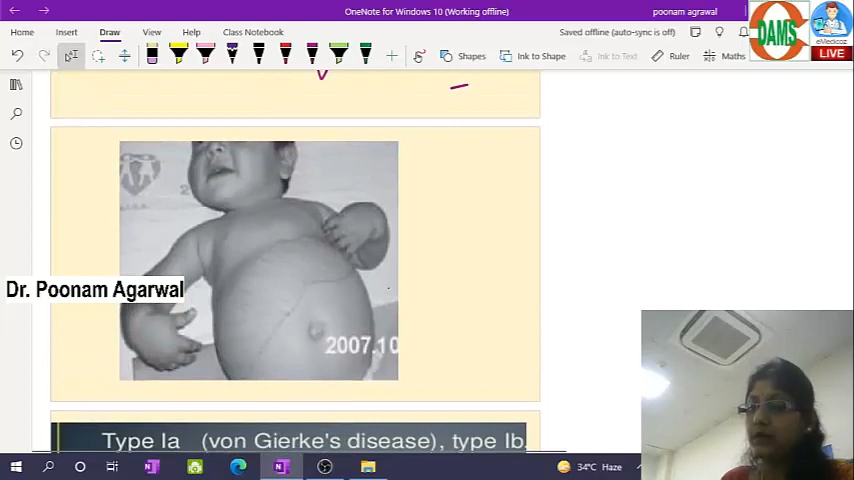 OneNote for Windows 10 (Working offline)
poonam agrawal
Home
Insert
Draw
View
Help
Class Notebook
Saved offline (auto-sync is off)
Shapes
Ink to Shape
Ink to Text
Ruler
Maths
DAMS
eMedicoz
LIVE
Dr. Poonam Agarwal
2007.10
Type Ia (von Gierke's disease), type Ib,
34°C Haze